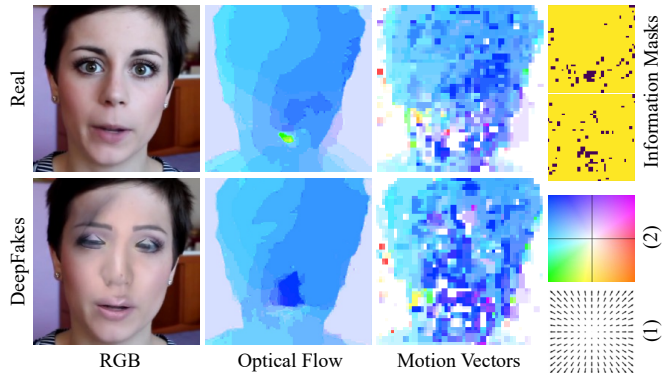 Real
Information Masks
DeepFakes
(2)
(1)
RGB
Optical Flow
Motion Vectors